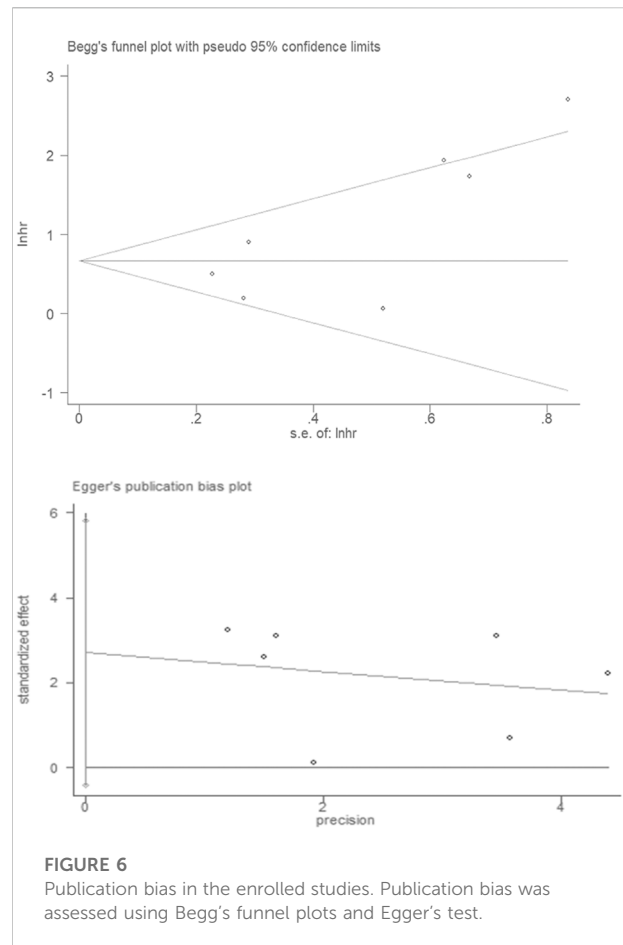 Begg's funnel plot with pseudo 95% confidence limits
3
2
1
0
-1
lnhr
0 .2 .4 .6 .8
s.e. of: lnhr
Egger's publication bias plot
6
4
2
0
standardized effect
0 2 4
precision
FIGURE 6
Publication bias in the enrolled studies. Publication bias was
assessed using Begg's funnel plots and Egger's test.